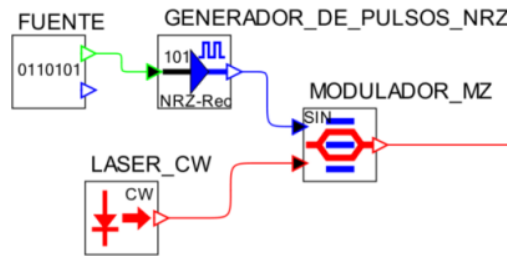 FUENTE
GENERADOR_DE_PULSOS_NRZ
0110101
101
NRZ-Rec
MODULADOR_MZ
SIN
LASER_CW
CW